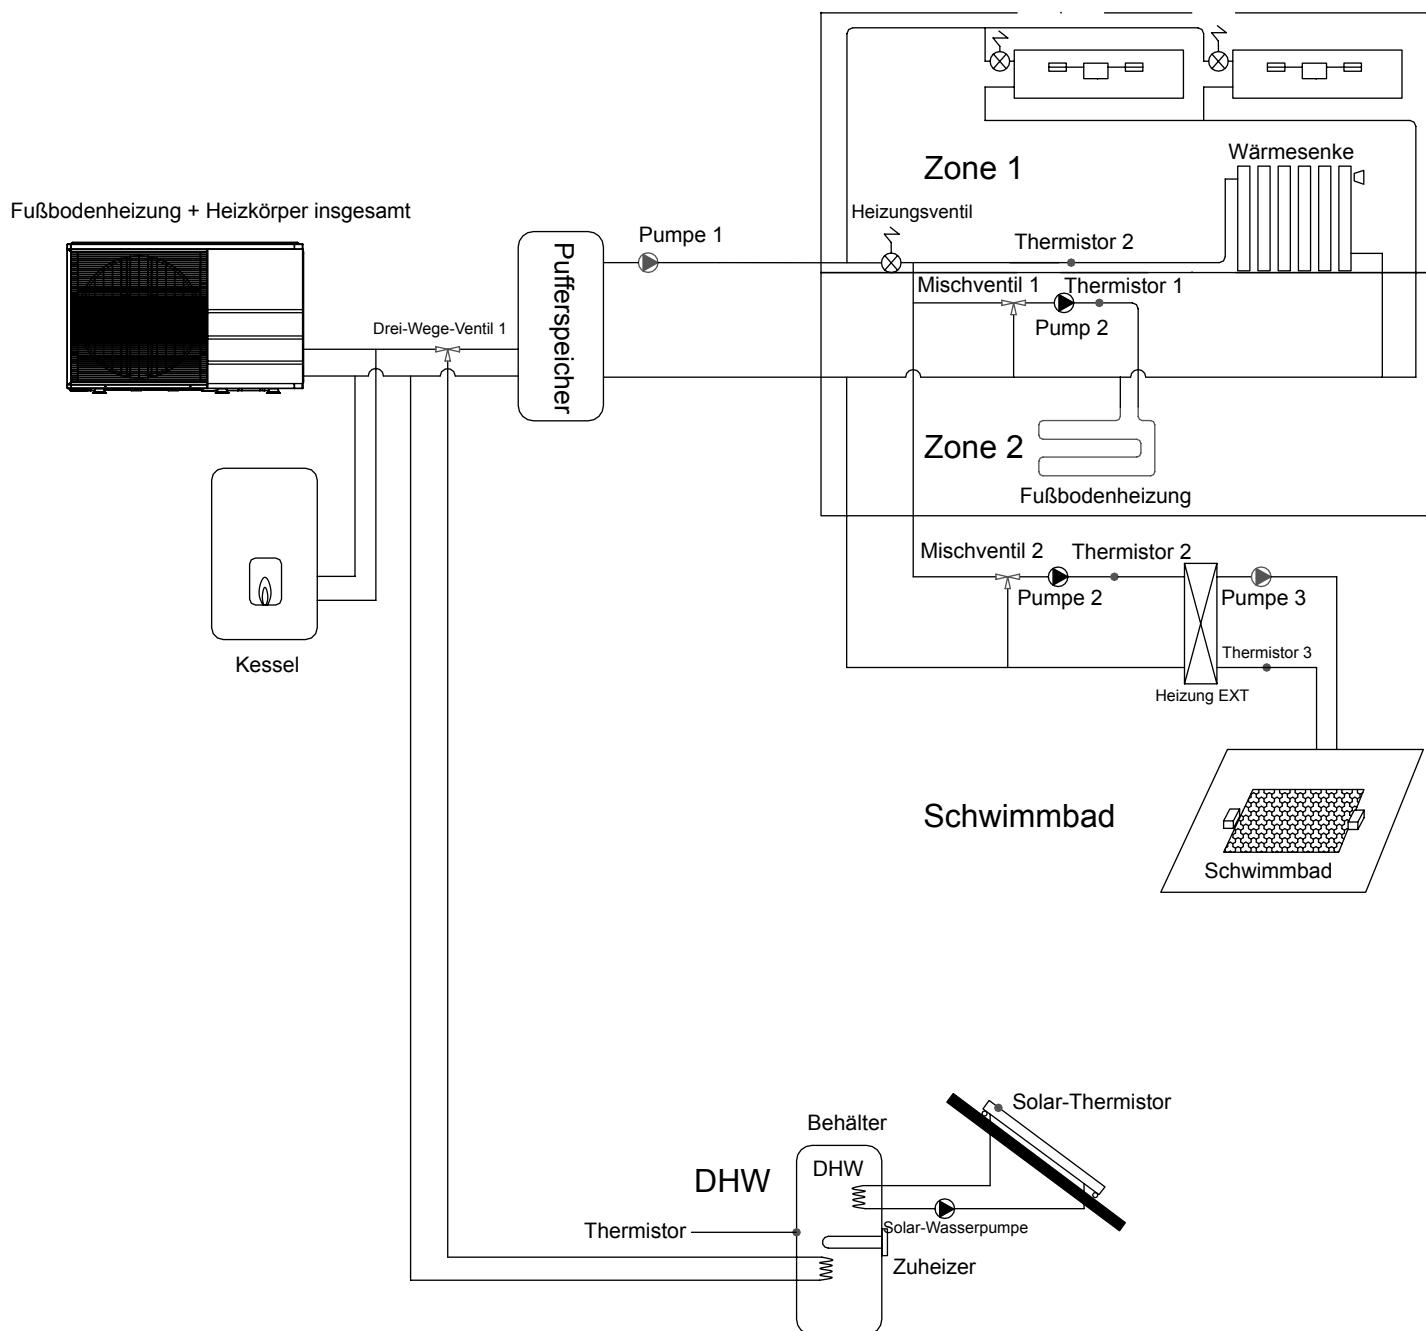 Zone 1
Wärmesenke
Fußbodenheizung + Heizkörper insgesamt
Heizungsventil
Pumpe 1
Thermistor 2
Pufferspeicher
Mischventil 1
Thermistor 1
Drei-Wege-Ventil 1
Pump 2
Zone 2
Fußbodenheizung
Mischventil 2
Thermistor 2
Pumpe 2
Pumpe 3
Kessel
Thermistor 3
Heizung EXT
Schwimmbad
Schwimmbad
Solar-Thermistor
Behälter
DHW
DHW
Thermistor
Solar-Wasserpumpe
Zuheizer